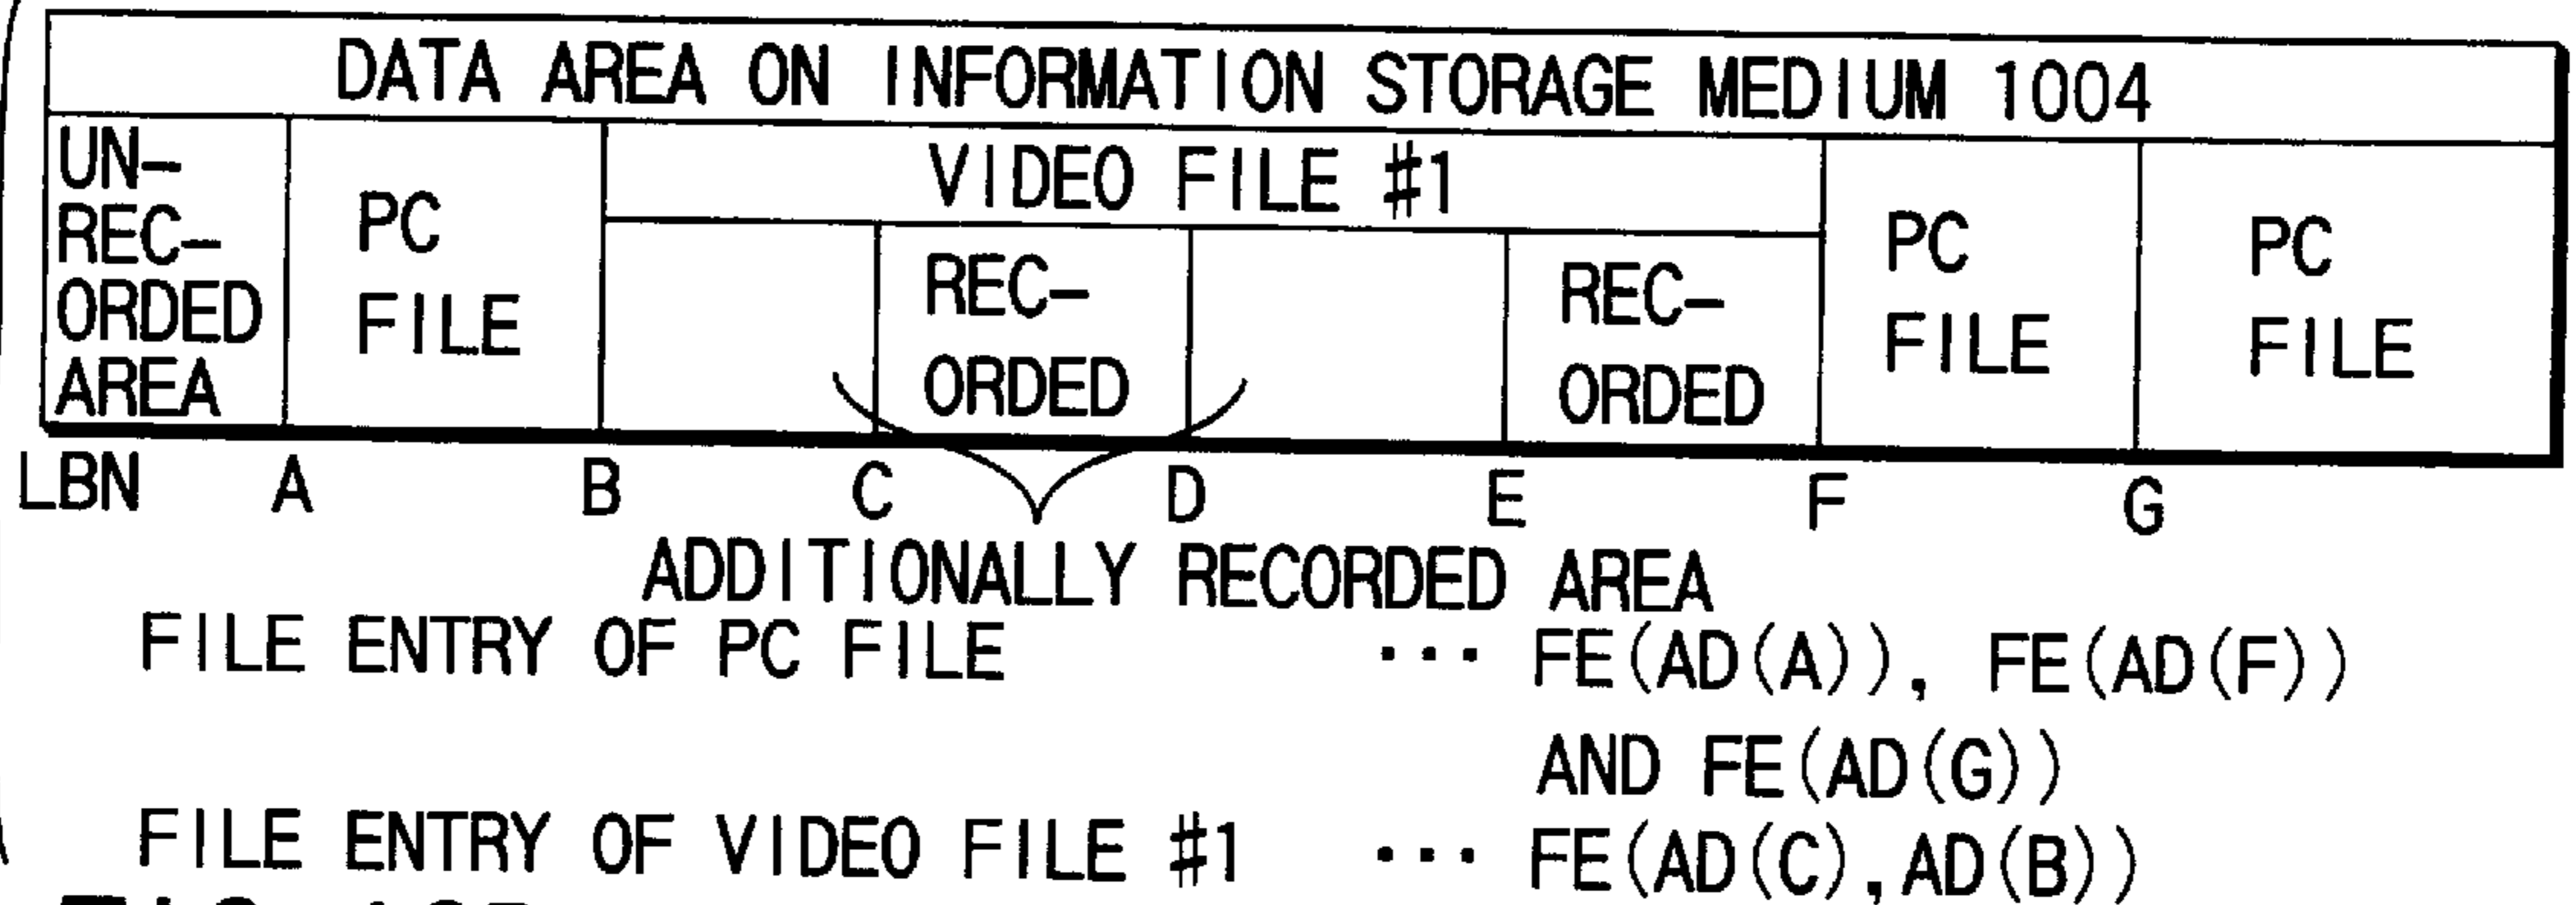 DATA AREA ON INFORMATION STORAGE MEDIUM 1004
UN-
REC-
ORDED
AREA
PC
FILE
VIDEO FILE #1
REC-
ORDED
REC-
ORDED
PC
FILE
PC
FILE
LBN A B C D E F G
ADDITIONALLY RECORDED AREA
FILE ENTRY OF PC FILE ··· FE(AD(A)), FE(AD(F))
AND FE(AD(G))
FILE ENTRY OF VIDEO FILE #1 ··· FE(AD(C),AD(B))